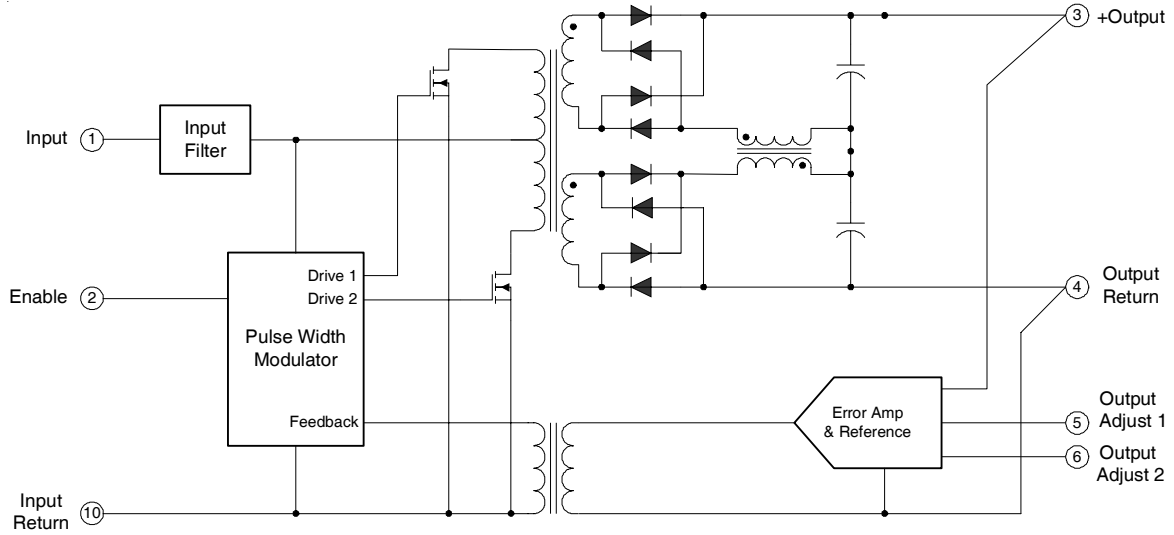 3 +Output
Input 1
Input
Filter
Enable 2
Drive 1
Drive 2
Pulse Width
Modulator
Feedback
4 Output
Return
Error Amp
& Reference
5 Output
Adjust 1
6 Output
Adjust 2
Input
Return 10